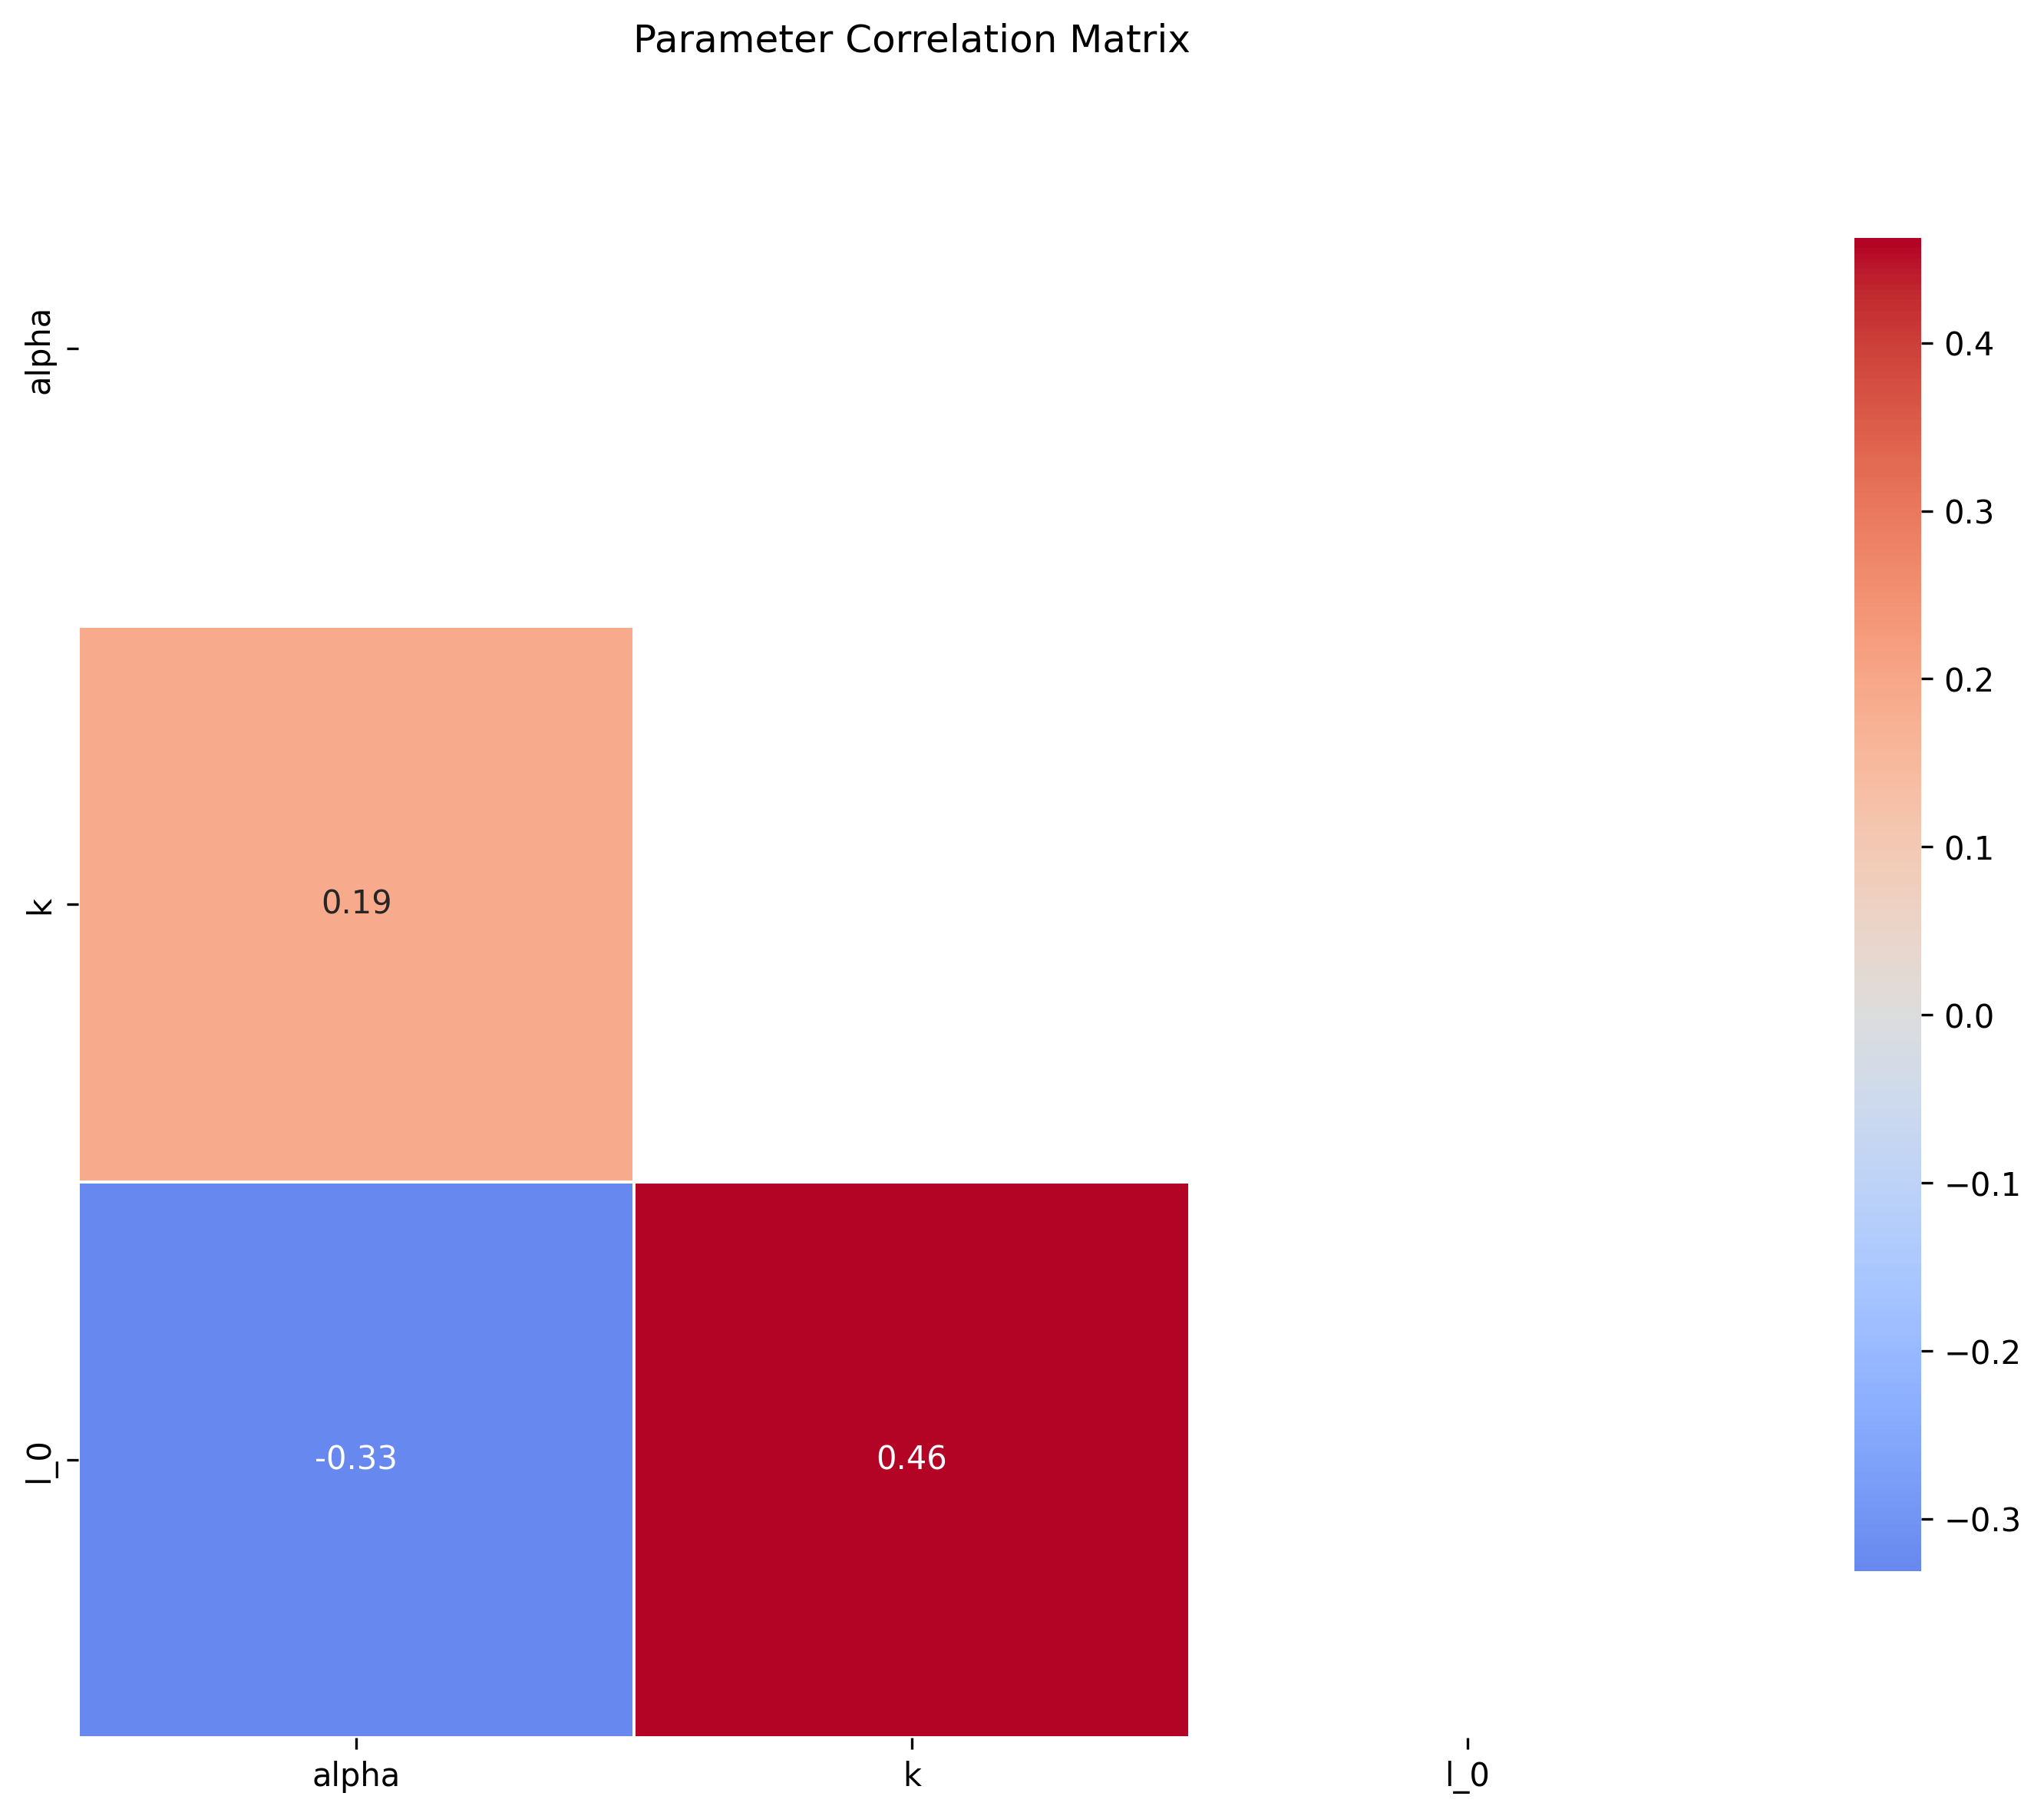 Parameter Correlation Matrix
alpha
k
l_0
0.19
-0.33
0.46
alpha
k
l_0
0.4
0.3
0.2
0.1
0.0
−0.1
−0.2
−0.3